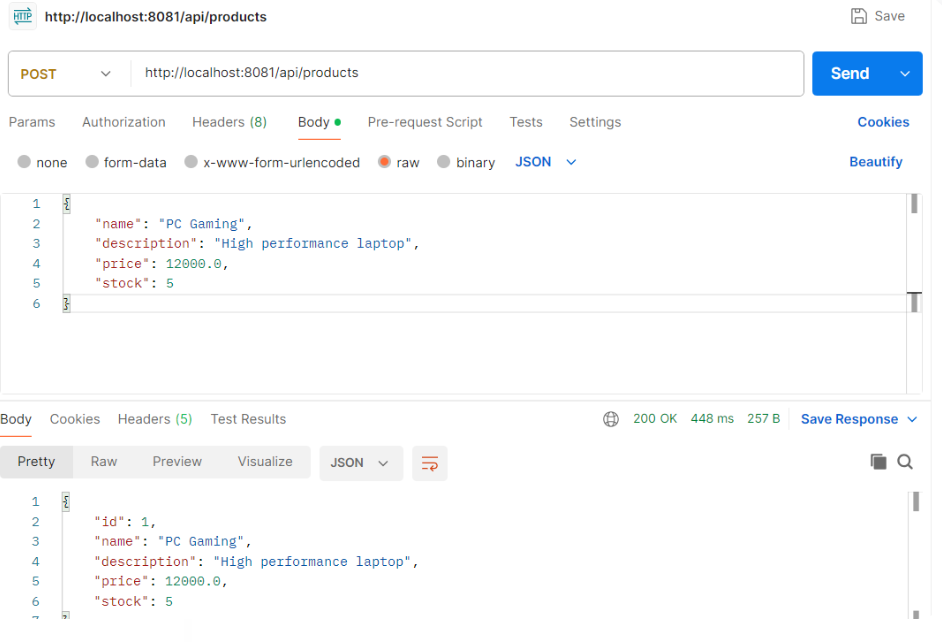 HTTP http://localhost:8081/api/products Save
POST http://localhost:8081/api/products Send
Params Authorization Headers (8) Body Pre-request Script Tests Settings Cookies
none form-data x-www-form-urlencoded raw binary JSON Beautify
1 {
2 "name": "PC Gaming",
3 "description": "High performance laptop",
4 "price": 12000.0,
5 "stock": 5
6 }
Body Cookies Headers (5) Test Results 200 OK 448 ms 257 B Save Response
Pretty Raw Preview Visualize JSON
1 {
2 "id": 1,
3 "name": "PC Gaming",
4 "description": "High performance laptop",
5 "price": 12000.0,
6 "stock": 5
7 }